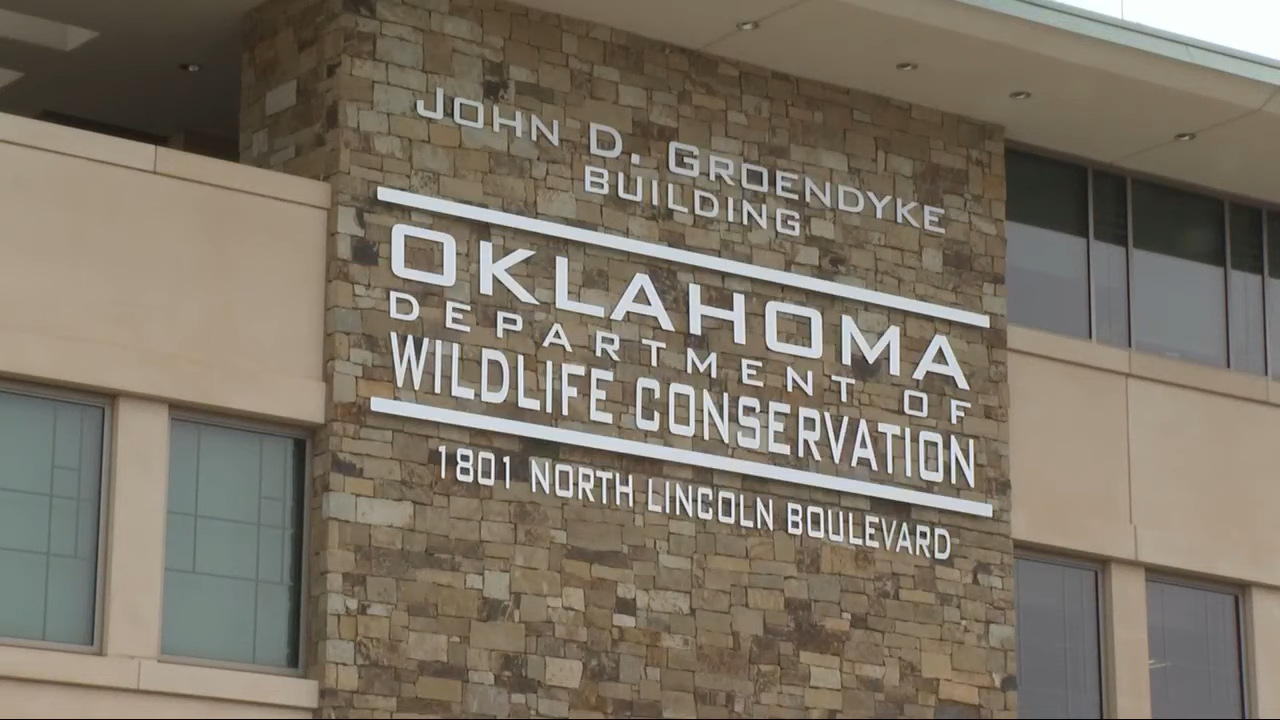 JOHN D. GROENDYKE
BUILDING
OKLAHOMA
DEPARTMENT OF
WILDLIFE CONSERVATION
1801 NORTH LINCOLN BOULEVARD